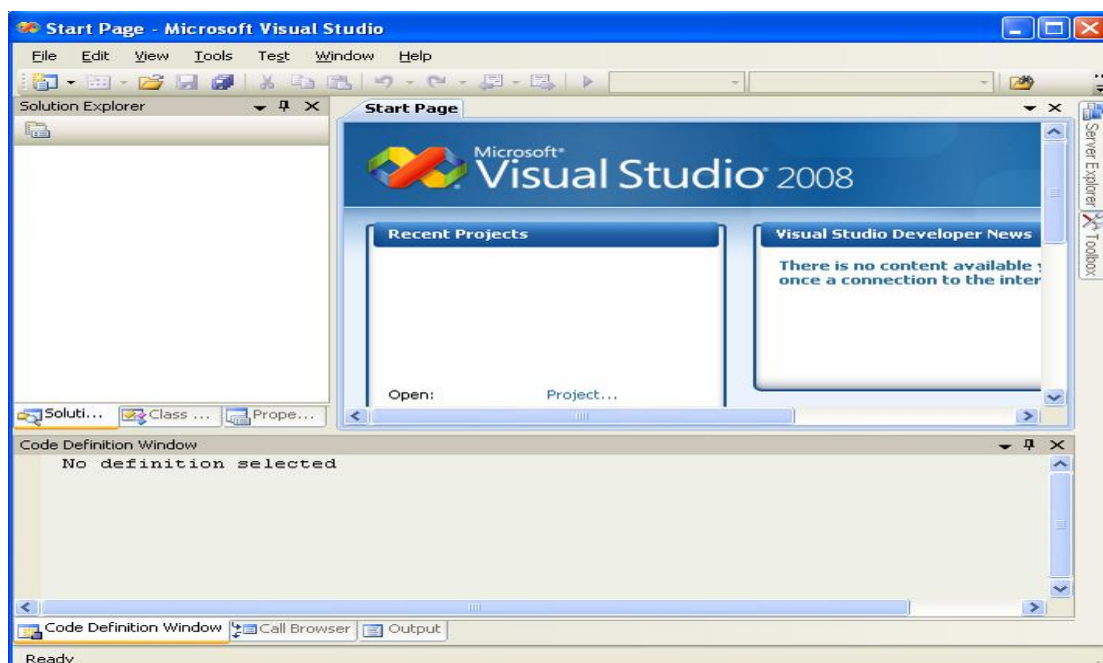 Start Page - Microsoft Visual Studio
File Edit View Tools Test Window Help
Solution Explorer
Start Page
Microsoft®
Visual Studio® 2008
Recent Projects
Open: Project...
Visual Studio Developer News
There is no content available
once a connection to the inter
Soluti... Class ... Prope...
Server Explorer
Toolbox
Code Definition Window
No definition selected
Code Definition Window Call Browser Output
Ready